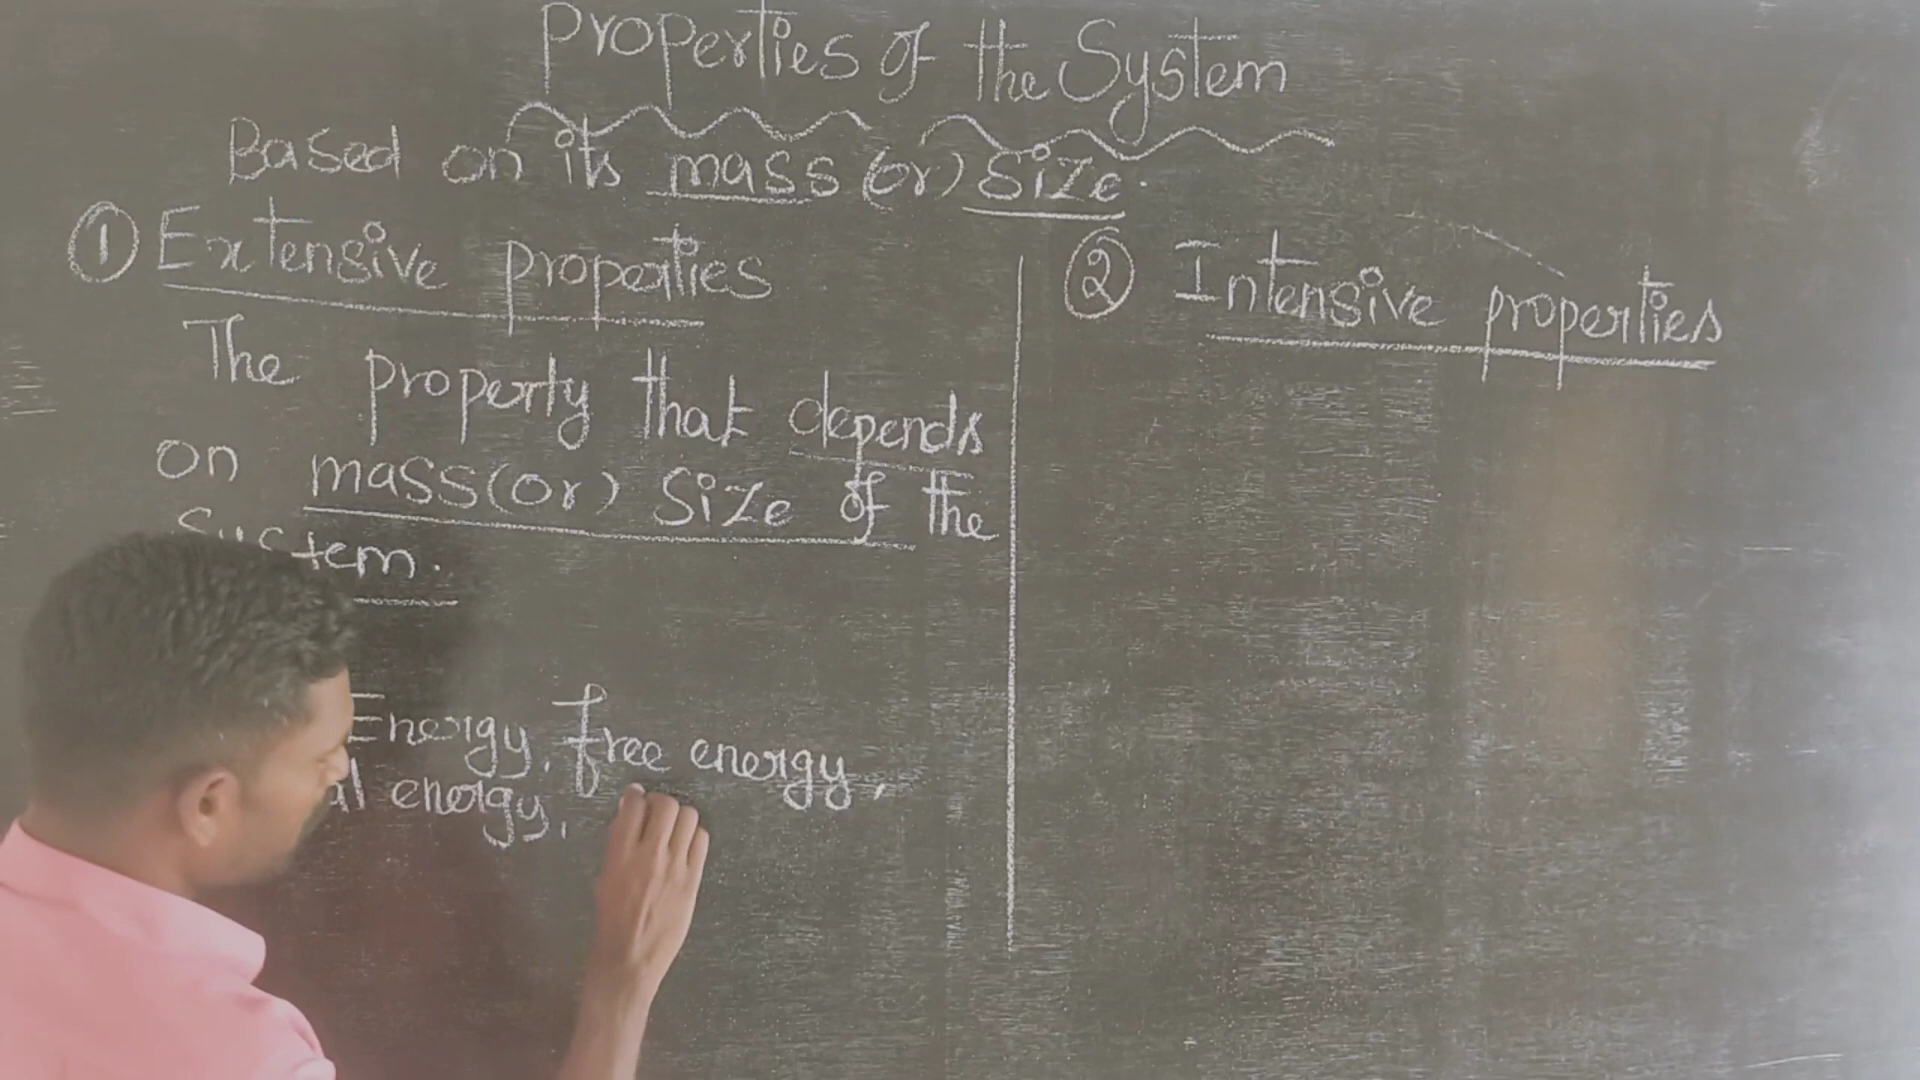 Properties of the System
Based on its mass (or) Size.
① Extensive properties
The property that depends
on mass (or) Size of the
System.
Energy, free energy,
al energy,
② Intensive properties